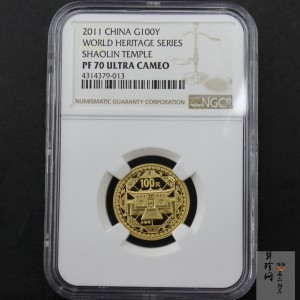 2011 CHINA G100Y
WORLD HERITAGE SERIES
SHAOLIN TEMPLE
PF 70 ULTRA CAMEO
4314379-013
NUMISMATIC GUARANTY CORPORATION
NGC
100元